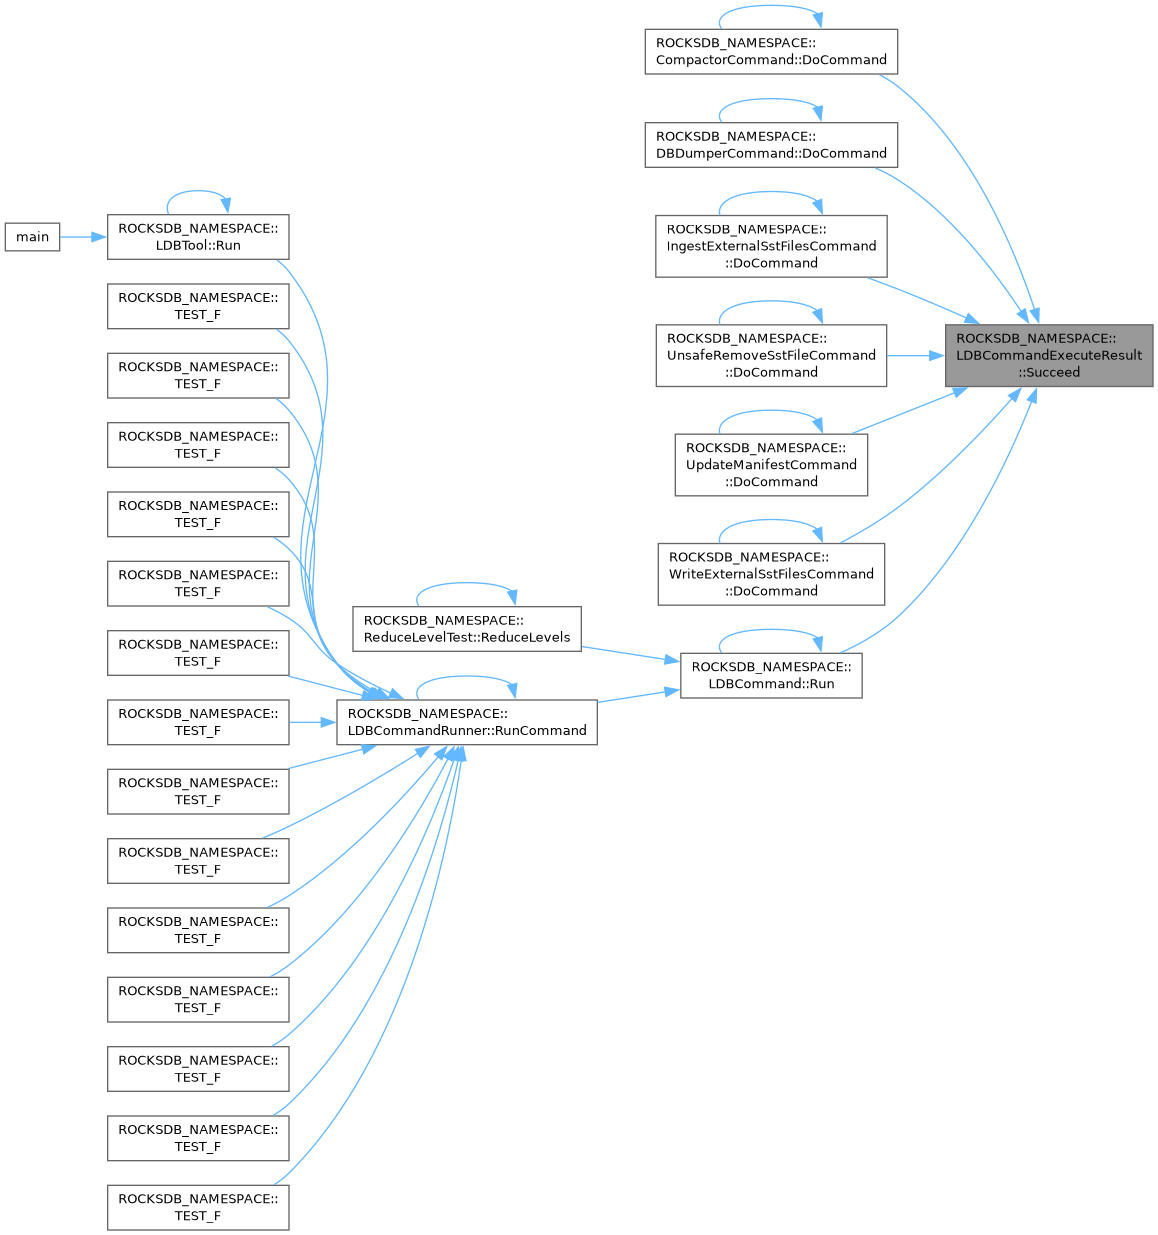 ROCKSDB_NAMESPACE::
CompactorCommand::DoCommand
ROCKSDB_NAMESPACE::
DBDumperCommand::DoCommand
main
ROCKSDB_NAMESPACE::
LDBTool::Run
ROCKSDB_NAMESPACE::
IngestExternalSstFilesCommand
::DoCommand
ROCKSDB_NAMESPACE::
TEST_F
ROCKSDB_NAMESPACE::
UnsafeRemoveSstFileCommand
::DoCommand
ROCKSDB_NAMESPACE::
LDBCommandExecuteResult
::Succeed
ROCKSDB_NAMESPACE::
TEST_F
ROCKSDB_NAMESPACE::
TEST_F
ROCKSDB_NAMESPACE::
UpdateManifestCommand
::DoCommand
ROCKSDB_NAMESPACE::
TEST_F
ROCKSDB_NAMESPACE::
WriteExternalSstFilesCommand
::DoCommand
ROCKSDB_NAMESPACE::
TEST_F
ROCKSDB_NAMESPACE::
ReduceLevelTest::ReduceLevels
ROCKSDB_NAMESPACE::
TEST_F
ROCKSDB_NAMESPACE::
LDBCommand::Run
ROCKSDB_NAMESPACE::
TEST_F
ROCKSDB_NAMESPACE::
LDBCommandRunner::RunCommand
ROCKSDB_NAMESPACE::
TEST_F
ROCKSDB_NAMESPACE::
TEST_F
ROCKSDB_NAMESPACE::
TEST_F
ROCKSDB_NAMESPACE::
TEST_F
ROCKSDB_NAMESPACE::
TEST_F
ROCKSDB_NAMESPACE::
TEST_F
ROCKSDB_NAMESPACE::
TEST_F